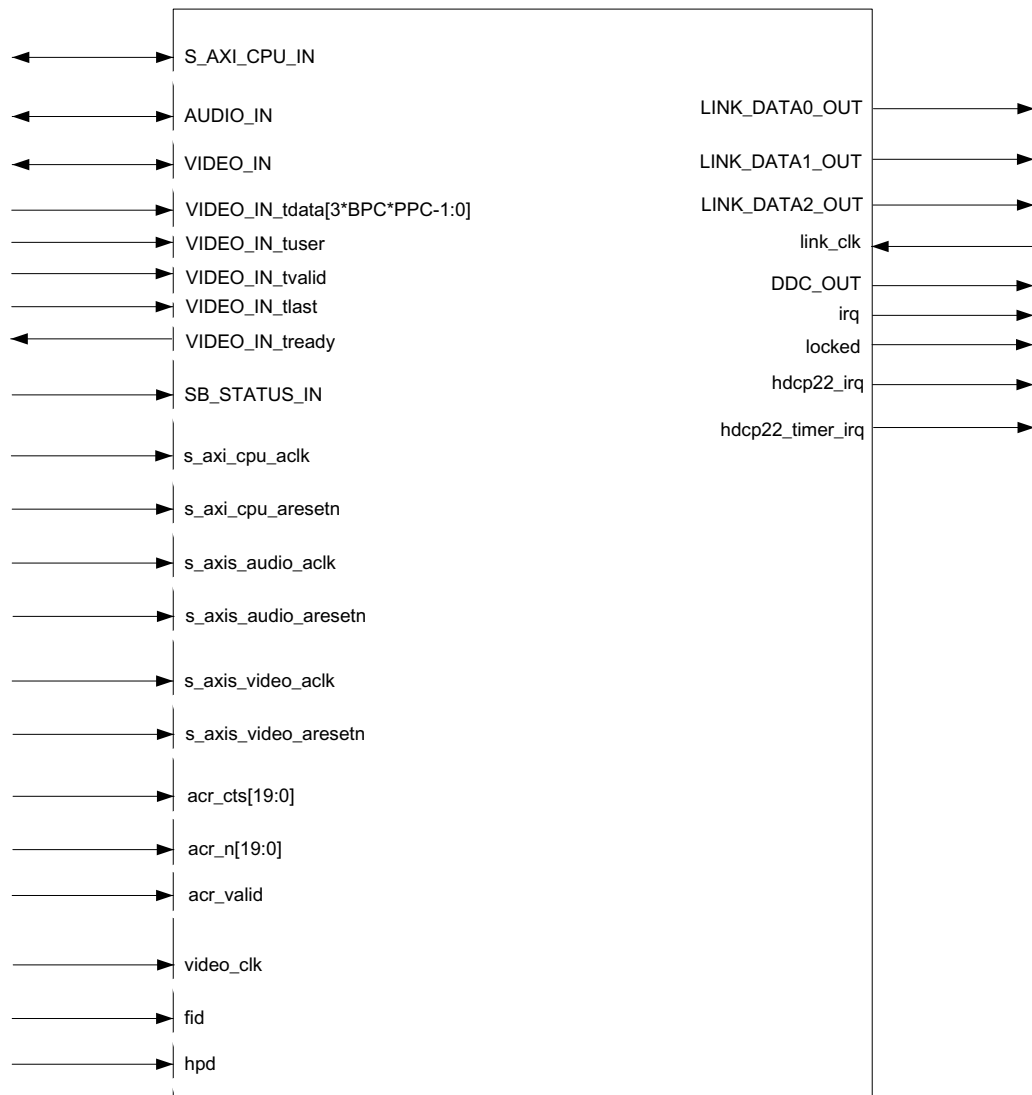 S_AXI_CPU_IN
AUDIO_IN
VIDEO_IN
VIDEO_IN_tdata[3*BPC*PPC-1:0]
VIDEO_IN_tuser
VIDEO_IN_tvalid
VIDEO_IN_tlast
VIDEO_IN_tready
SB_STATUS_IN
s_axi_cpu_aclk
s_axi_cpu_aresetn
s_axis_audio_aclk
s_axis_audio_aresetn
s_axis_video_aclk
s_axis_video_aresetn
acr_cts[19:0]
acr_n[19:0]
acr_valid
video_clk
fid
hpd
LINK_DATA0_OUT
LINK_DATA1_OUT
LINK_DATA2_OUT
link_clk
DDC_OUT
irq
locked
hdcp22_irq
hdcp22_timer_irq